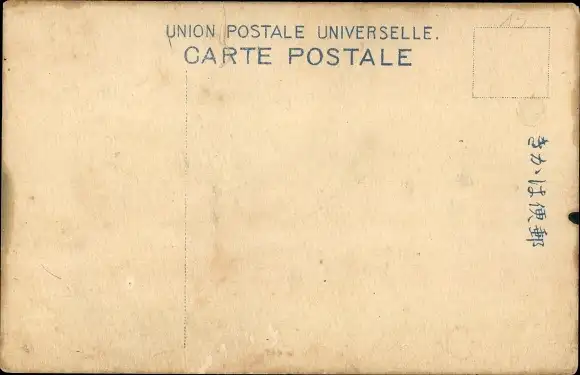 UNION POSTALE UNIVERSELLE.
CARTE POSTALE
きかは便郵